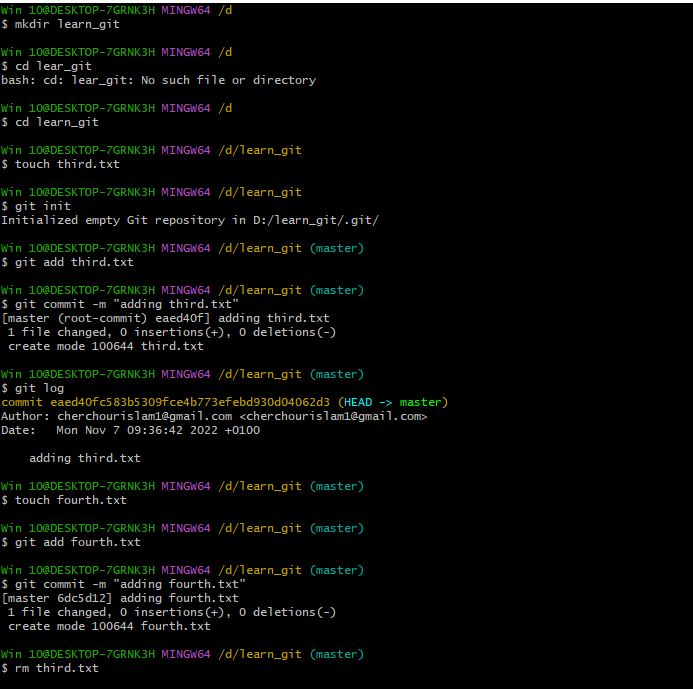 Win 10@DESKTOP-7GRNK3H MINGW64 /d
$ mkdir learn_git
Win 10@DESKTOP-7GRNK3H MINGW64 /d
$ cd lear_git
bash: cd: lear_git: No such file or directory
Win 10@DESKTOP-7GRNK3H MINGW64 /d
$ cd learn_git
Win 10@DESKTOP-7GRNK3H MINGW64 /d/learn_git
$ touch third.txt
Win 10@DESKTOP-7GRNK3H MINGW64 /d/learn_git
$ git init
Initialized empty Git repository in D:/learn_git/.git/
Win 10@DESKTOP-7GRNK3H MINGW64 /d/learn_git (master)
$ git add third.txt
Win 10@DESKTOP-7GRNK3H MINGW64 /d/learn_git (master)
$ git commit -m "adding third.txt"
[master (root-commit) eaed40f] adding third.txt
 1 file changed, 0 insertions(+), 0 deletions(-)
 create mode 100644 third.txt
Win 10@DESKTOP-7GRNK3H MINGW64 /d/learn_git (master)
$ git log
commit eaed40fc583b5309fce4b773efebd930d04062d3 (HEAD -> master)
Author: cherchourislam1@gmail.com <cherchourislam1@gmail.com>
Date:   Mon Nov 7 09:36:42 2022 +0100
    adding third.txt
Win 10@DESKTOP-7GRNK3H MINGW64 /d/learn_git (master)
$ touch fourth.txt
Win 10@DESKTOP-7GRNK3H MINGW64 /d/learn_git (master)
$ git add fourth.txt
Win 10@DESKTOP-7GRNK3H MINGW64 /d/learn_git (master)
$ git commit -m "adding fourth.txt"
[master 6dc5d12] adding fourth.txt
 1 file changed, 0 insertions(+), 0 deletions(-)
 create mode 100644 fourth.txt
Win 10@DESKTOP-7GRNK3H MINGW64 /d/learn_git (master)
$ rm third.txt